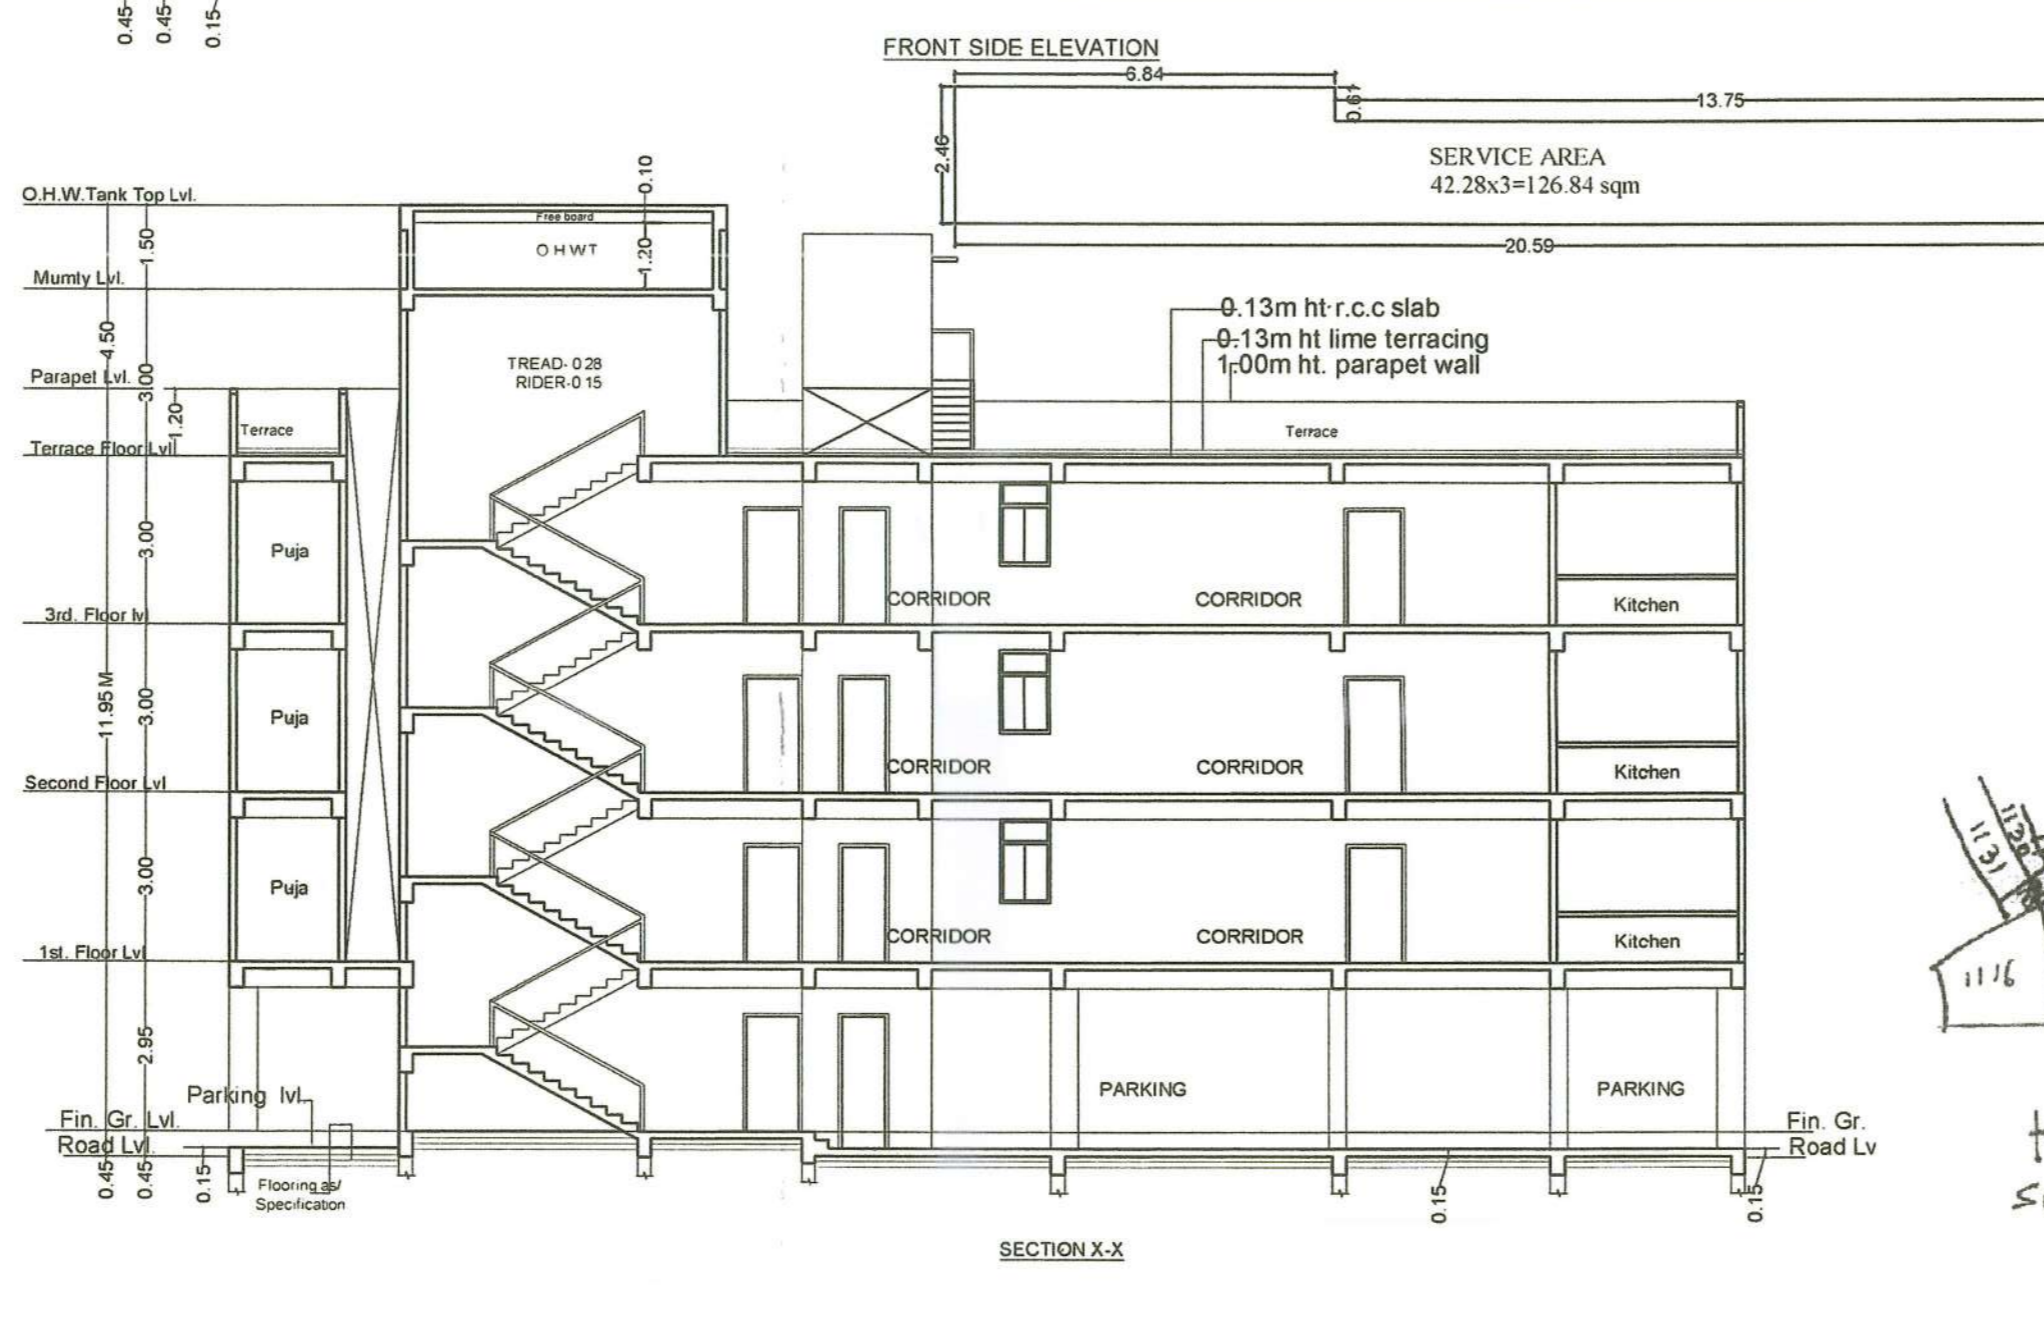 0.45
0.45
0.15
FRONT SIDE ELEVATION
6.84
0.61
13.75
2.46
SERVICE AREA
42.28x3=126.84 sqm
20.59
O.H.W.Tank Top Lvl.
1.50
0.10
Free board
O H W T
1.20
Mumty Lvl.
4.50
3.00
TREAD- 0 28
RIDER-0 15
0.13m ht r.c.c slab
0.13m ht lime terracing
1.00m ht. parapet wall
Parapet Lvl.
1.20
Terrace
Terrace
Terrace Floor Lvl
3.00
Puja
CORRIDOR
CORRIDOR
Kitchen
3rd. Floor lvl
11.95 M
3.00
Puja
CORRIDOR
CORRIDOR
Kitchen
Second Floor Lvl
3.00
Puja
CORRIDOR
CORRIDOR
Kitchen
1st. Floor Lvl
1131
1116
2.95
PARKING
PARKING
Parking lvl.
Fin. Gr. Lvl.
Fin. Gr.
Road Lvl.
Road Lv
0.45
0.45
0.15
Flooring as/
Specification
0.15
0.15
SECTION X-X